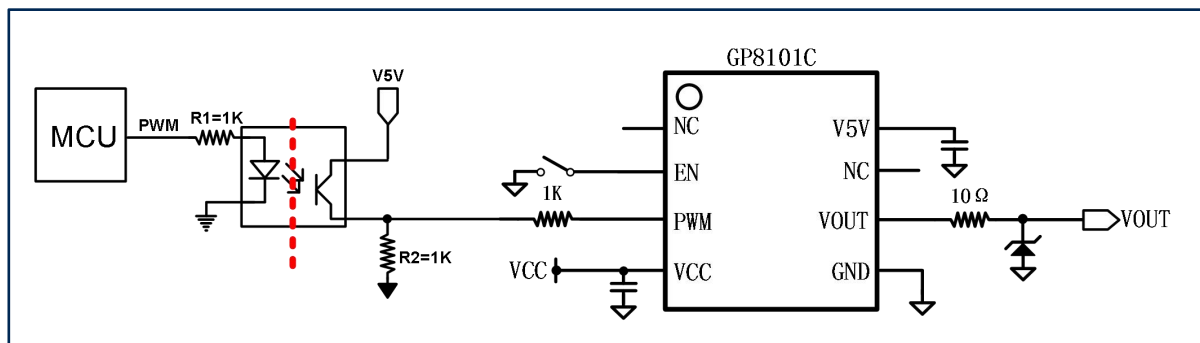 GP8101C
V5V
MCU
PWM
R1=1K
NC
V5V
EN
NC
1K
PWM
VOUT
10Ω
VOUT
R2=1K
VCC
VCC
GND